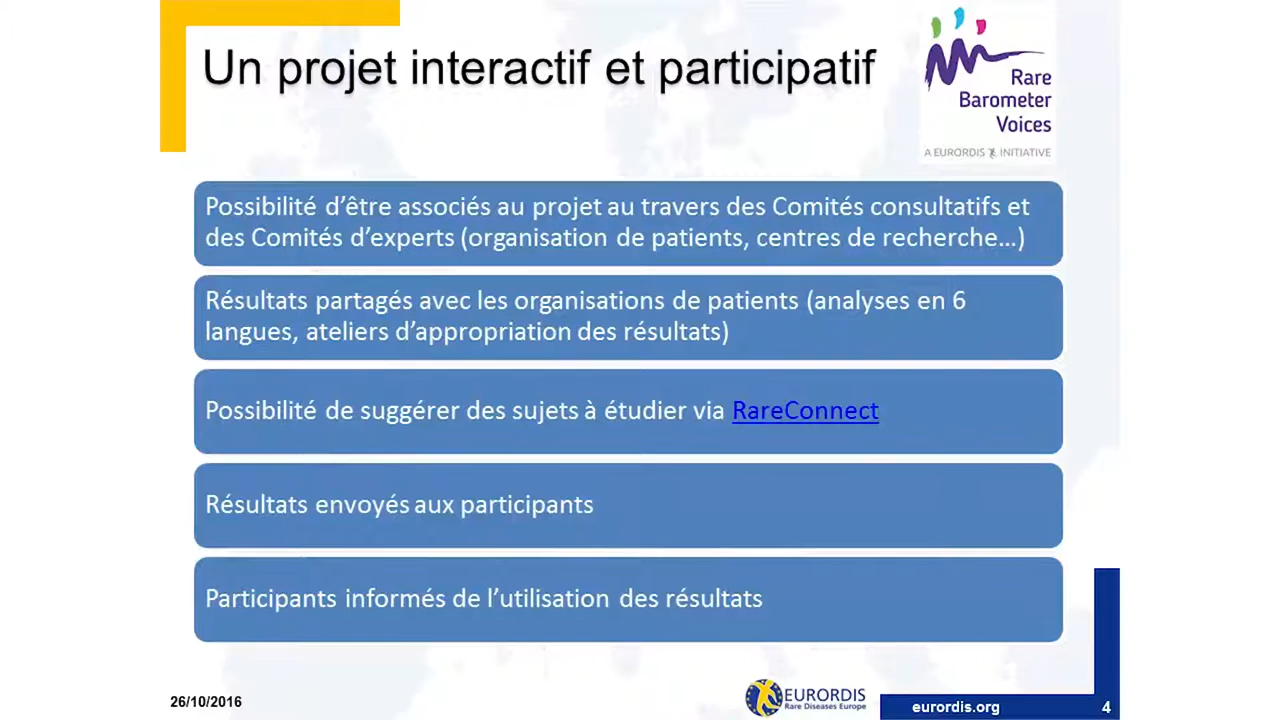 Un projet interactif et participatif
Rare
Barometer
Voices
A EURORDIS INITIATIVE
Possibilité d’être associés au projet au travers des Comités consultatifs et
des Comités d’experts (organisation de patients, centres de recherche…)
Résultats partagés avec les organisations de patients (analyses en 6
langues, ateliers d’appropriation des résultats)
Possibilité de suggérer des sujets à étudier via RareConnect
Résultats envoyés aux participants
Participants informés de l’utilisation des résultats
26/10/2016
EURORDIS
Rare Diseases Europe
eurordis.org
4